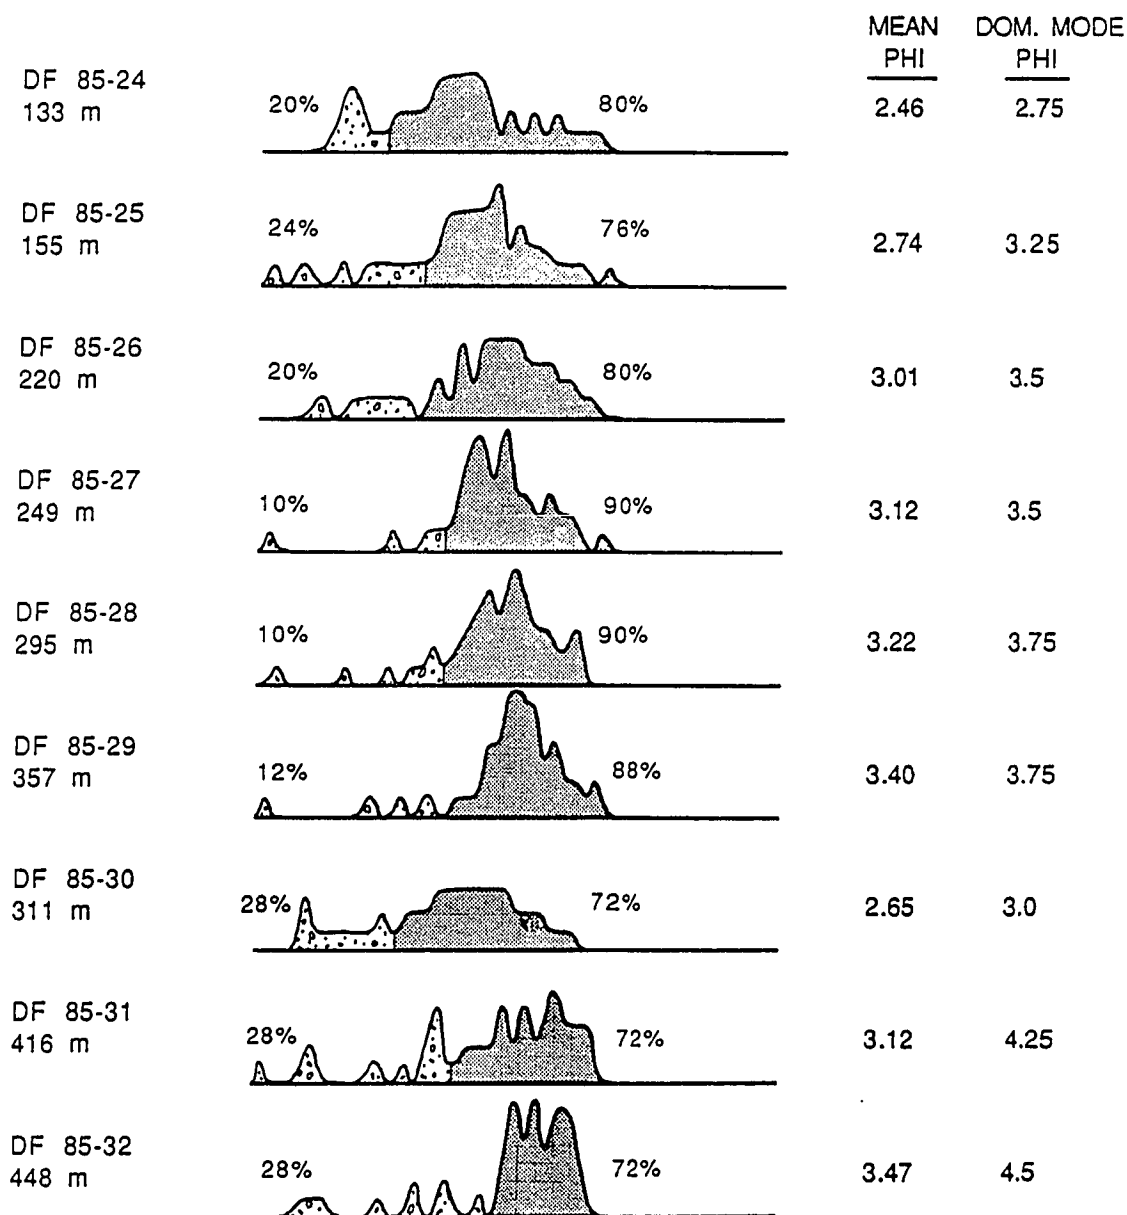 MEAN DOM. MODE
PHI PHI
DF 85-24
133 m 20% 80% 2.46 2.75
DF 85-25
155 m 24% 76% 2.74 3.25
DF 85-26
220 m 20% 80% 3.01 3.5
DF 85-27
249 m 10% 90% 3.12 3.5
DF 85-28
295 m 10% 90% 3.22 3.75
DF 85-29
357 m 12% 88% 3.40 3.75
DF 85-30
311 m 28% 72% 2.65 3.0
DF 85-31
416 m 28% 72% 3.12 4.25
DF 85-32
448 m 28% 72% 3.47 4.5